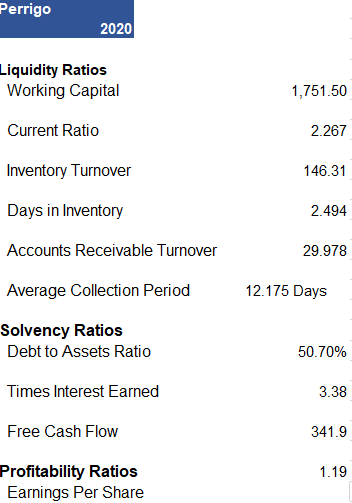 Perrigo
2020
Liquidity Ratios
Working Capital 1,751.50
Current Ratio 2.267
Inventory Turnover 146.31
Days in Inventory 2.494
Accounts Receivable Turnover 29.978
Average Collection Period 12.175 Days
Solvency Ratios
Debt to Assets Ratio 50.70%
Times Interest Earned 3.38
Free Cash Flow 341.9
Profitability Ratios 1.19
Earnings Per Share